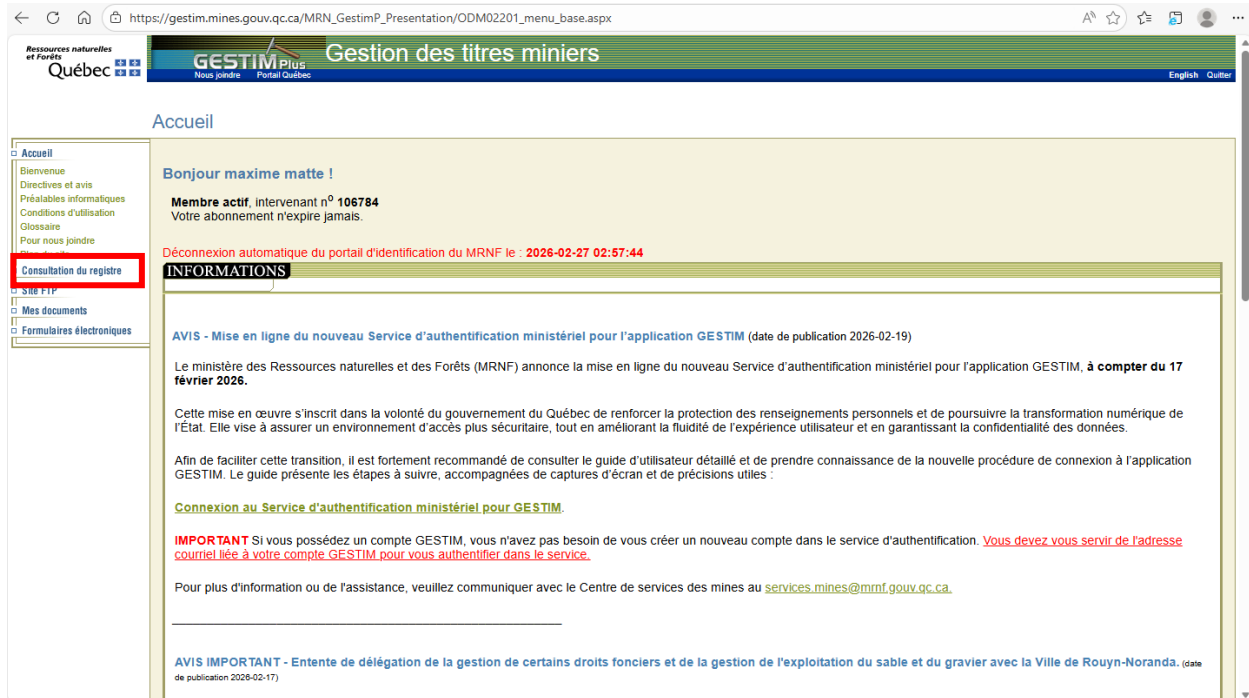 https://gestim.mines.gouv.qc.ca/MRN_GestimP_Presentation/ODM02201_menu_base.aspx
Ressources naturelles
et Forêts
Québec
GESTIM Plus
Gestion des titres miniers
Nous joindre Portail Québec
English Quitter
Accueil
Accueil
Bienvenue
Directives et avis
Préalables informatiques
Conditions d'utilisation
Glossaire
Pour nous joindre
Consultation du registre
Site FTP
Mes documents
Formulaires électroniques
Bonjour maxime matte !
Membre actif, intervenant no 106784
Votre abonnement n'expire jamais.
Déconnexion automatique du portail d'identification du MRNF le : 2026-02-27 02:57:44
INFORMATIONS
AVIS - Mise en ligne du nouveau Service d'authentification ministériel pour l'application GESTIM (date de publication 2026-02-19)
Le ministère des Ressources naturelles et des Forêts (MRNF) annonce la mise en ligne du nouveau Service d'authentification ministériel pour l'application GESTIM, à compter du 17
février 2026.
Cette mise en œuvre s'inscrit dans la volonté du gouvernement du Québec de renforcer la protection des renseignements personnels et de poursuivre la transformation numérique de
l'État. Elle vise à assurer un environnement d'accès plus sécuritaire, tout en améliorant la fluidité de l'expérience utilisateur et en garantissant la confidentialité des données.
Afin de faciliter cette transition, il est fortement recommandé de consulter le guide d'utilisateur détaillé et de prendre connaissance de la nouvelle procédure de connexion à l'application
GESTIM. Le guide présente les étapes à suivre, accompagnées de captures d'écran et de précisions utiles :
Connexion au Service d'authentification ministériel pour GESTIM.
IMPORTANT Si vous possédez un compte GESTIM, vous n'avez pas besoin de vous créer un nouveau compte dans le service d'authentification. Vous devez vous servir de l'adresse
courriel liée à votre compte GESTIM pour vous authentifier dans le service.
Pour plus d'information ou de l'assistance, veuillez communiquer avec le Centre de services des mines au services.mines@mrnf.gouv.qc.ca.
AVIS IMPORTANT - Entente de délégation de la gestion de certains droits fonciers et de la gestion de l'exploitation du sable et du gravier avec la Ville de Rouyn-Noranda. (date
de publication 2026-02-17)